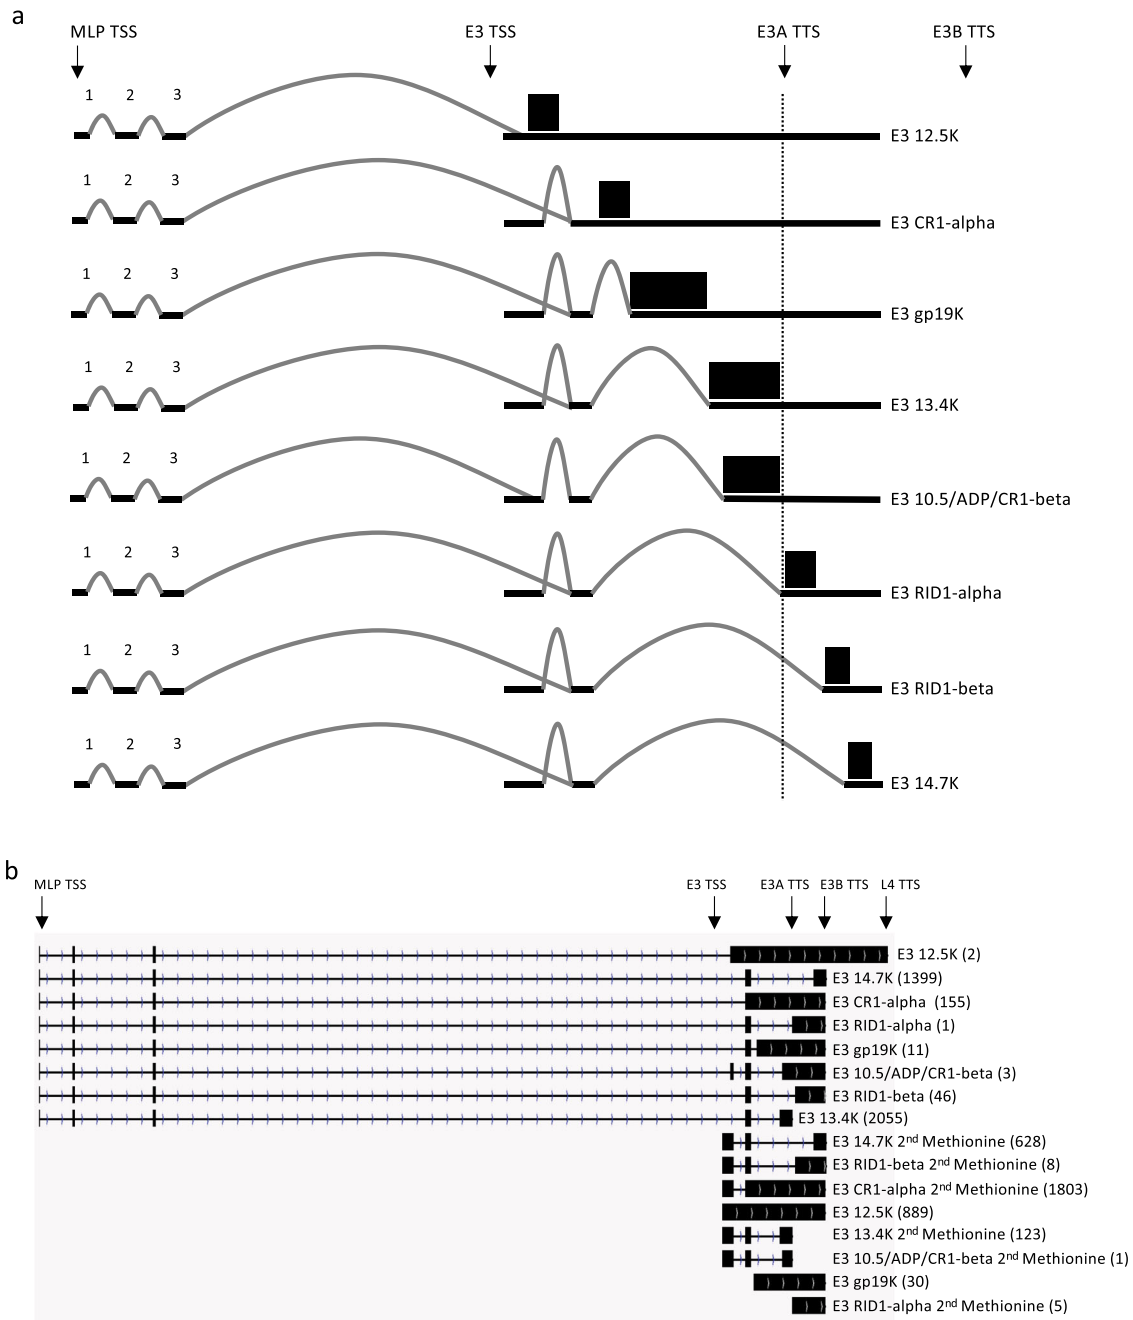 a
MLP TSS E3 TSS E3A TTS E3B TTS
1 2 3
E3 12.5K
1 2 3
E3 CR1-alpha
1 2 3
E3 gp19K
1 2 3
E3 13.4K
1 2 3
E3 10.5/ADP/CR1-beta
1 2 3
E3 RID1-alpha
1 2 3
E3 RID1-beta
1 2 3
E3 14.7K
b
MLP TSS E3 TSS E3A TTS E3B TTS L4 TTS
E3 12.5K (2)
E3 14.7K (1399)
E3 CR1-alpha (155)
E3 RID1-alpha (1)
E3 gp19K (11)
E3 10.5/ADP/CR1-beta (3)
E3 RID1-beta (46)
E3 13.4K (2055)
E3 14.7K 2nd Methionine (628)
E3 RID1-beta 2nd Methionine (8)
E3 CR1-alpha 2nd Methionine (1803)
E3 12.5K (889)
E3 13.4K 2nd Methionine (123)
E3 10.5/ADP/CR1-beta 2nd Methionine (1)
E3 gp19K (30)
E3 RID1-alpha 2nd Methionine (5)